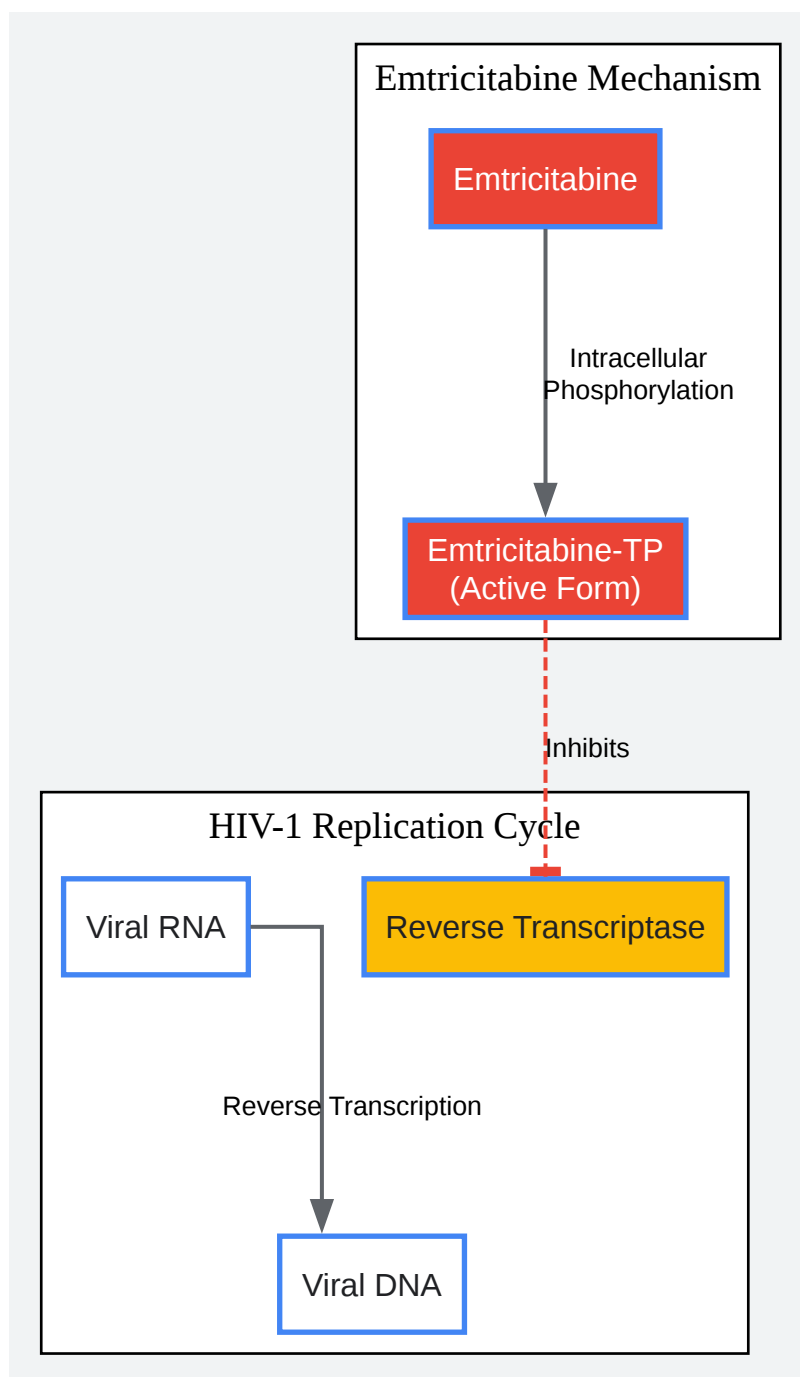 Emtricitabine Mechanism
Emtricitabine
Intracellular
Phosphorylation
Emtricitabine-TP
(Active Form)
Inhibits
HIV-1 Replication Cycle
Viral RNA
Reverse Transcriptase
Reverse Transcription
Viral DNA